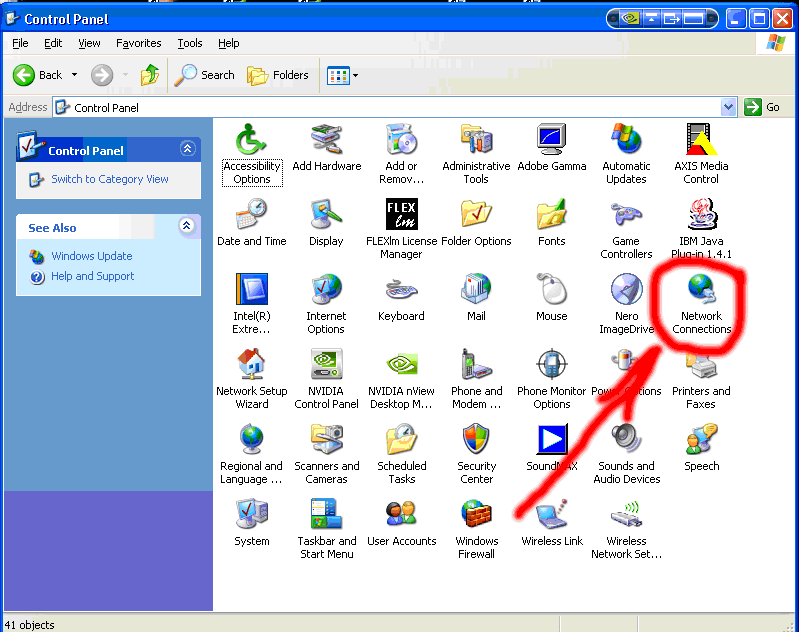 Control Panel
File Edit View Favorites Tools Help
Back Search Folders
Address Control Panel Go
Control Panel
Switch to Category View
See Also
Windows Update
Help and Support
Accessibility
Options
Add Hardware
Add or
Remov...
Administrative
Tools
Adobe Gamma
Automatic
Updates
AXIS Media
Control
Date and Time
Display
FLEX
lm
FLEXlm License
Manager
Folder Options
Fonts
Game
Controllers
IBM Java
Plug-in 1.4.1
Intel(R)
Extre...
Internet
Options
Keyboard
Mail
Mouse
Nero
ImageDrive
Network
Connections
Network Setup
Wizard
NVIDIA
Control Panel
NVIDIA nView
Desktop M...
Phone and
Modem ...
Phone Monitor
Options
Power Options
Printers and
Faxes
Regional and
Language ...
Scanners and
Cameras
Scheduled
Tasks
Security
Center
SoundMAX
Sounds and
Audio Devices
Speech
System
Taskbar and
Start Menu
User Accounts
Windows
Firewall
Wireless Link
Wireless
Network Set...
41 objects